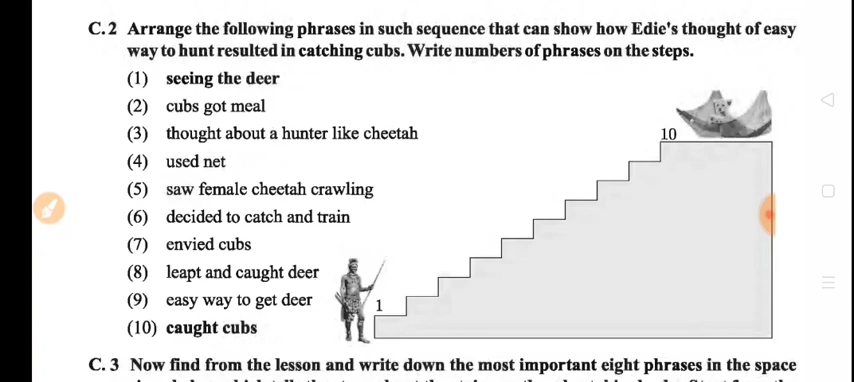 C.2 Arrange the following phrases in such sequence that can show how Edie's thought of easy
way to hunt resulted in catching cubs. Write numbers of phrases on the steps.
(1) seeing the deer
(2) cubs got meal
(3) thought about a hunter like cheetah
(4) used net
(5) saw female cheetah crawling
(6) decided to catch and train
(7) envied cubs
(8) leapt and caught deer
(9) easy way to get deer
(10) caught cubs
10
1
C.3 Now find from the lesson and write down the most important eight phrases in the space